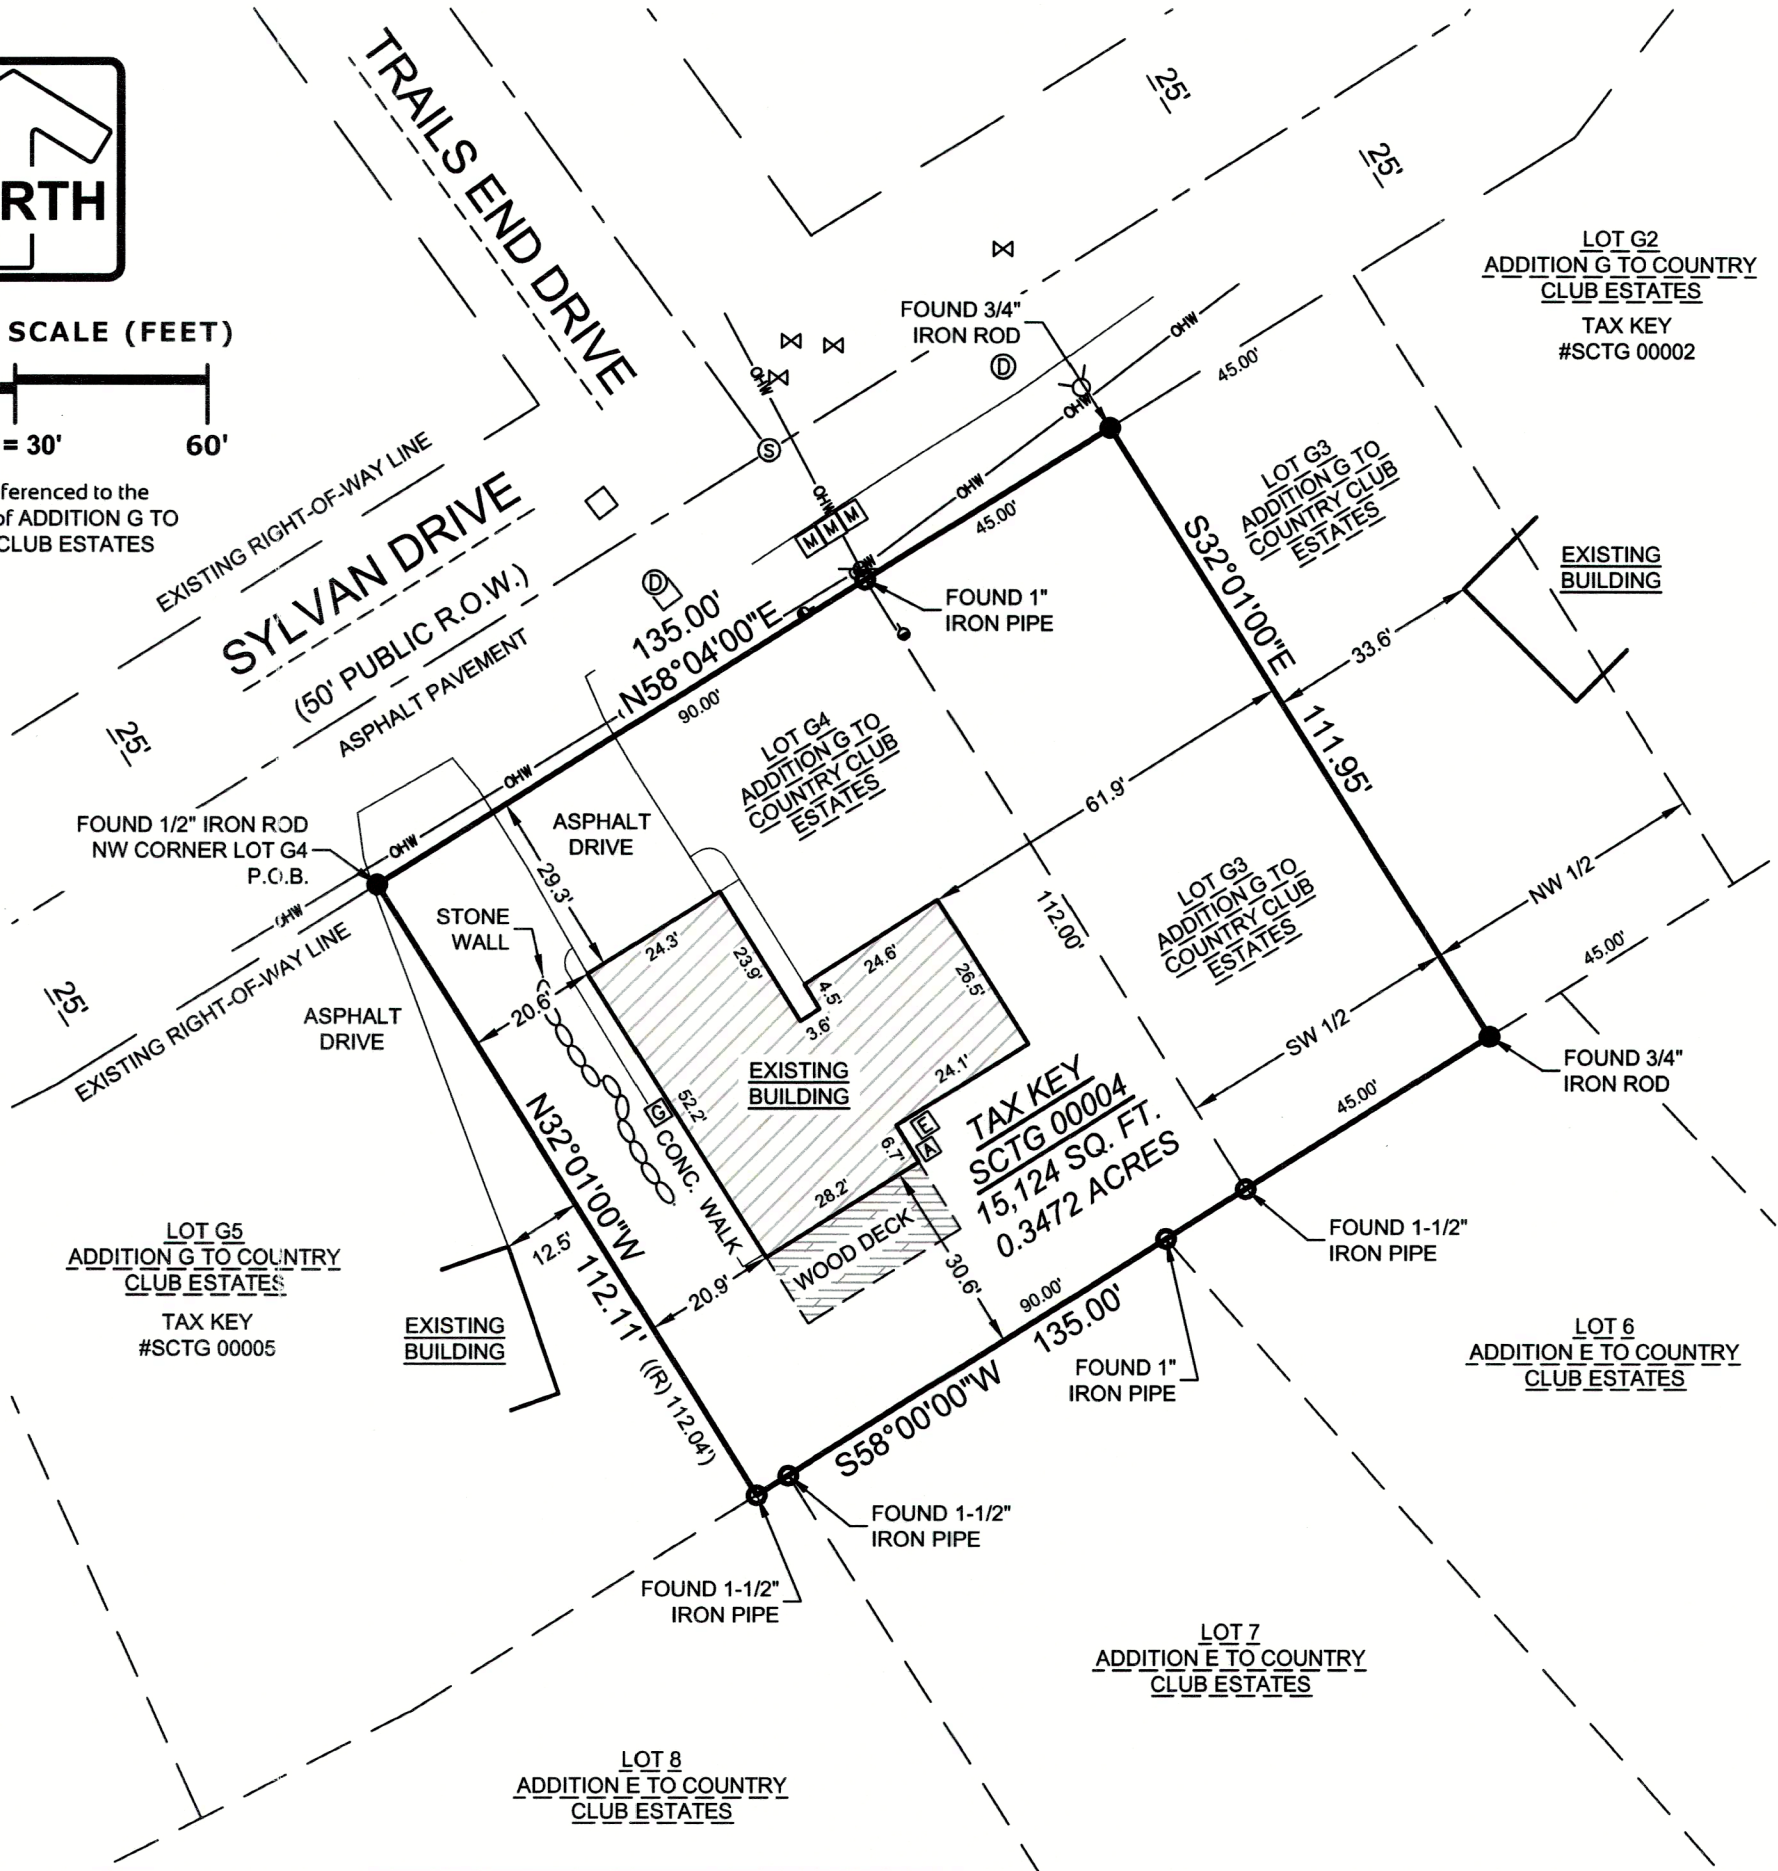 TRAILS END DRIVE
25'
25'
RTH
LOT G2
ADDITION G TO COUNTRY
CLUB ESTATES
TAX KEY
#SCTG 00002
SCALE (FEET)
= 30'
60'
FOUND 3/4"
IRON ROD
D
OHW
OHW
OHW
45.00'
ferenced to the
of ADDITION G TO
CLUB ESTATES
EXISTING RIGHT-OF-WAY LINE
S
SYLVAN DRIVE
(50' PUBLIC R.O.W.)
ASPHALT PAVEMENT
OHW
M M M
OHW
45.00'
LOT G3
ADDITION G TO
COUNTRY CLUB
ESTATES
EXISTING
BUILDING
D
135.00'
N58°04'00"E
90.00'
FOUND 1"
IRON PIPE
S32°01'00"E
111.95'
33.6'
25'
LOT G4
ADDITION G TO
COUNTRY CLUB
ESTATES
61.9'
OHW
OHW
OHW
FOUND 1/2" IRON ROD
NW CORNER LOT G4
P.O.B.
ASPHALT
DRIVE
29.3'
STONE
WALL
24.3'
23.9'
24.6'
26.5'
4.5'
3.6'
112.00'
LOT G3
ADDITION G TO
COUNTRY CLUB
ESTATES
NW 1/2
45.00'
SW 1/2
25'
EXISTING RIGHT-OF-WAY LINE
ASPHALT
DRIVE
20.6'
EXISTING
BUILDING
24.1'
52.2'
G
CONC. WALK
E
A
6.7'
28.2'
WOOD DECK
TAX KEY
SCTG 00004
15,124 SQ. FT.
0.3472 ACRES
FOUND 3/4"
IRON ROD
45.00'
N32°01'00"W
112.11'
((R) 112.04')
LOT G5
ADDITION G TO COUNTRY
CLUB ESTATES
TAX KEY
#SCTG 00005
12.5'
20.9'
30.6'
EXISTING
BUILDING
90.00'
135.00'
S58°00'00"W
FOUND 1-1/2"
IRON PIPE
FOUND 1"
IRON PIPE
LOT 6
ADDITION E TO COUNTRY
CLUB ESTATES
FOUND 1-1/2"
IRON PIPE
FOUND 1-1/2"
IRON PIPE
LOT 7
ADDITION E TO COUNTRY
CLUB ESTATES
LOT 8
ADDITION E TO COUNTRY
CLUB ESTATES